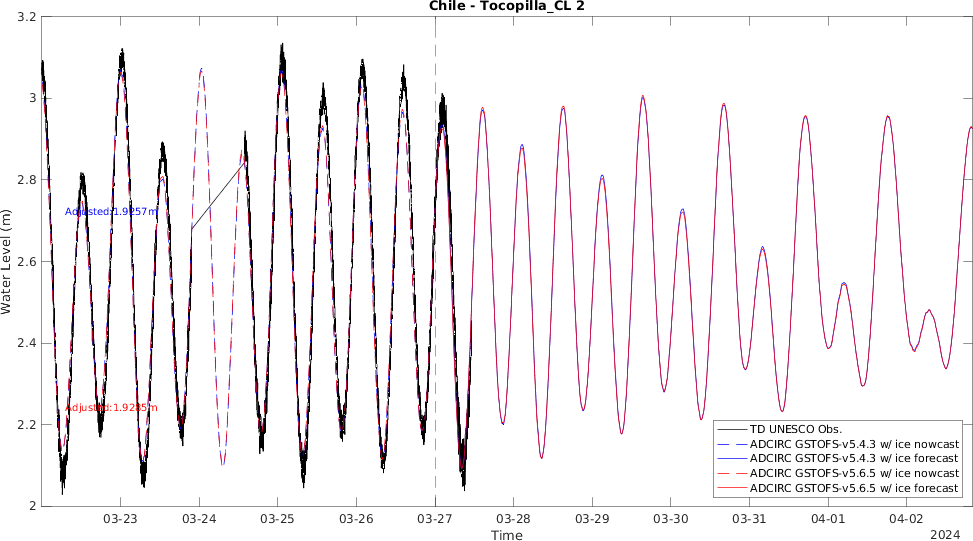 Chile - Tocopilla_CL 2
3.2
3
2.8
2.6
2.4
2.2
2
Water Level (m)
Adjusted:1.9257m
Adjusted:1.9285m
TD UNESCO Obs.
ADCIRC GSTOFS-v5.4.3 w/ ice nowcast
ADCIRC GSTOFS-v5.4.3 w/ ice forecast
ADCIRC GSTOFS-v5.6.5 w/ ice nowcast
ADCIRC GSTOFS-v5.6.5 w/ ice forecast
03-23 03-24 03-25 03-26 03-27 03-28 03-29 03-30 03-31 04-01 04-02
Time
2024